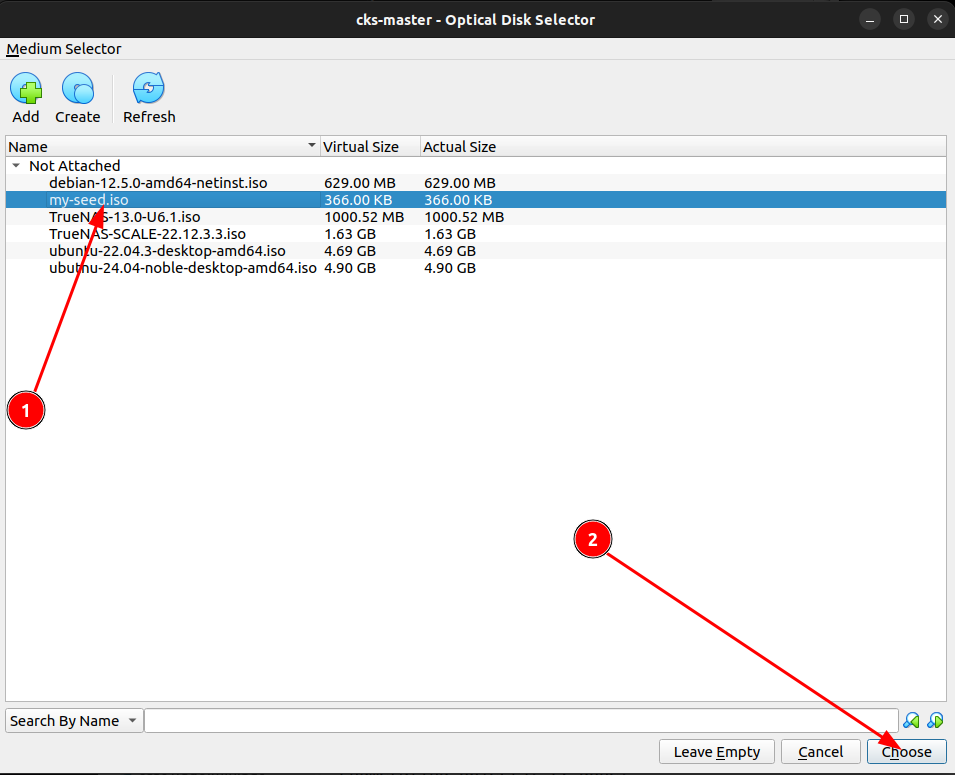 cks-master - Optical Disk Selector
Medium Selector
Add Create Refresh
Name Virtual Size Actual Size
Not Attached
debian-12.5.0-amd64-netinst.iso 629.00 MB 629.00 MB
my-seed.iso 366.00 KB 366.00 KB
TrueNAS-13.0-U6.1.iso 1000.52 MB 1000.52 MB
TrueNAS-SCALE-22.12.3.3.iso 1.63 GB 1.63 GB
ubuntu-22.04.3-desktop-amd64.iso 4.69 GB 4.69 GB
ubuthu-24.04-noble-desktop-amd64.iso 4.90 GB 4.90 GB
1
2
Search By Name
Leave Empty Cancel Choose